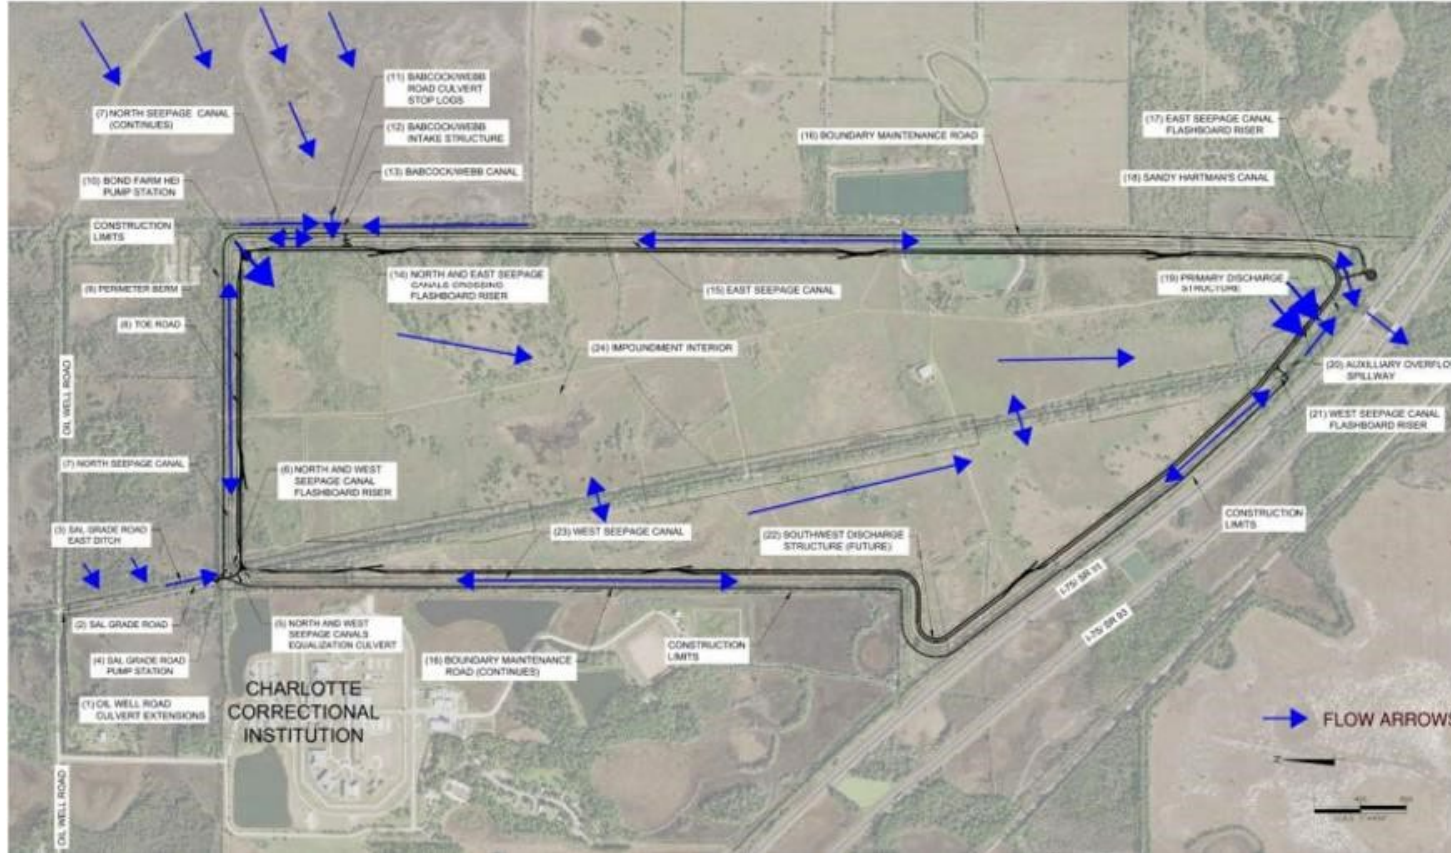 (11) BABCOCK/WEBB
ROAD CULVERT
STOP LOGS
(7) NORTH SEEPAGE CANAL
(CONTINUES)
(12) BABCOCK/WEBB
INTAKE STRUCTURE
(13) BABCOCK/WEBB CANAL
(16) BOUNDARY MAINTENANCE ROAD
(17) EAST SEEPAGE CANAL
FLASHBOARD RISER
(18) SANDY HARTMAN'S CANAL
(10) BOND FARM HEI
PUMP STATION
CONSTRUCTION
LIMITS
(9) PERIMETER BERM
(8) TOE ROAD
(14) NORTH AND EAST SEEPAGE
CANALS CROSSING
FLASHBOARD RISER
(15) EAST SEEPAGE CANAL
(19) PRIMARY DISCHARGE
STRUCTURE
(24) IMPOUNDMENT INTERIOR
(20) AUXILLIARY OVERFLO
SPILLWAY
OIL WELL ROAD
(21) WEST SEEPAGE CANAL
FLASHBOARD RISER
(7) NORTH SEEPAGE CANAL
(6) NORTH AND WEST
SEEPAGE CANAL
FLASHBOARD RISER
(3) SAL GRADE ROAD
EAST DITCH
(23) WEST SEEPAGE CANAL
(22) SOUTHWEST DISCHARGE
STRUCTURE (FUTURE)
CONSTRUCTION
LIMITS
I-75/ SR 93
I-75/ SR 93
(2) SAL GRADE ROAD
(5) NORTH AND WEST
SEEPAGE CANALS
EQUALIZATION CULVERT
(4) SAL GRADE ROAD
PUMP STATION
(16) BOUNDARY MAINTENANCE
ROAD (CONTINUES)
CONSTRUCTION
LIMITS
(1) OIL WELL ROAD
CULVERT EXTENSIONS
CHARLOTTE
CORRECTIONAL
INSTITUTION
FLOW ARROWS
OIL WELL ROAD
N